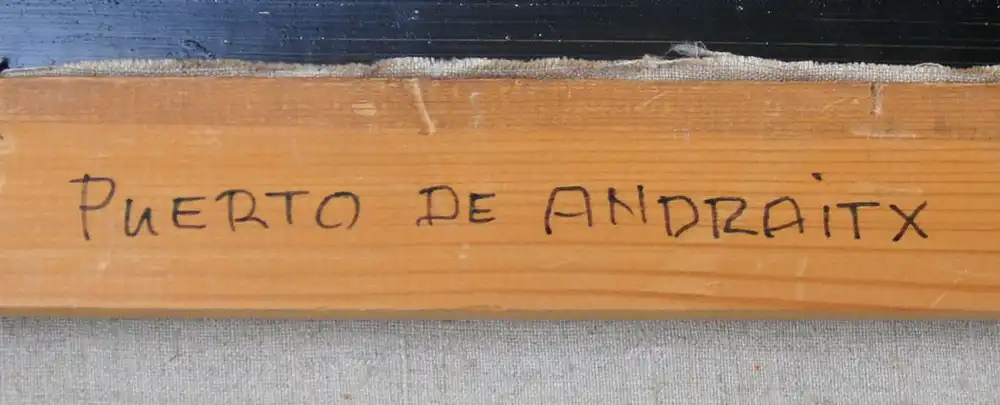 PUERTO DE ANDRAITX